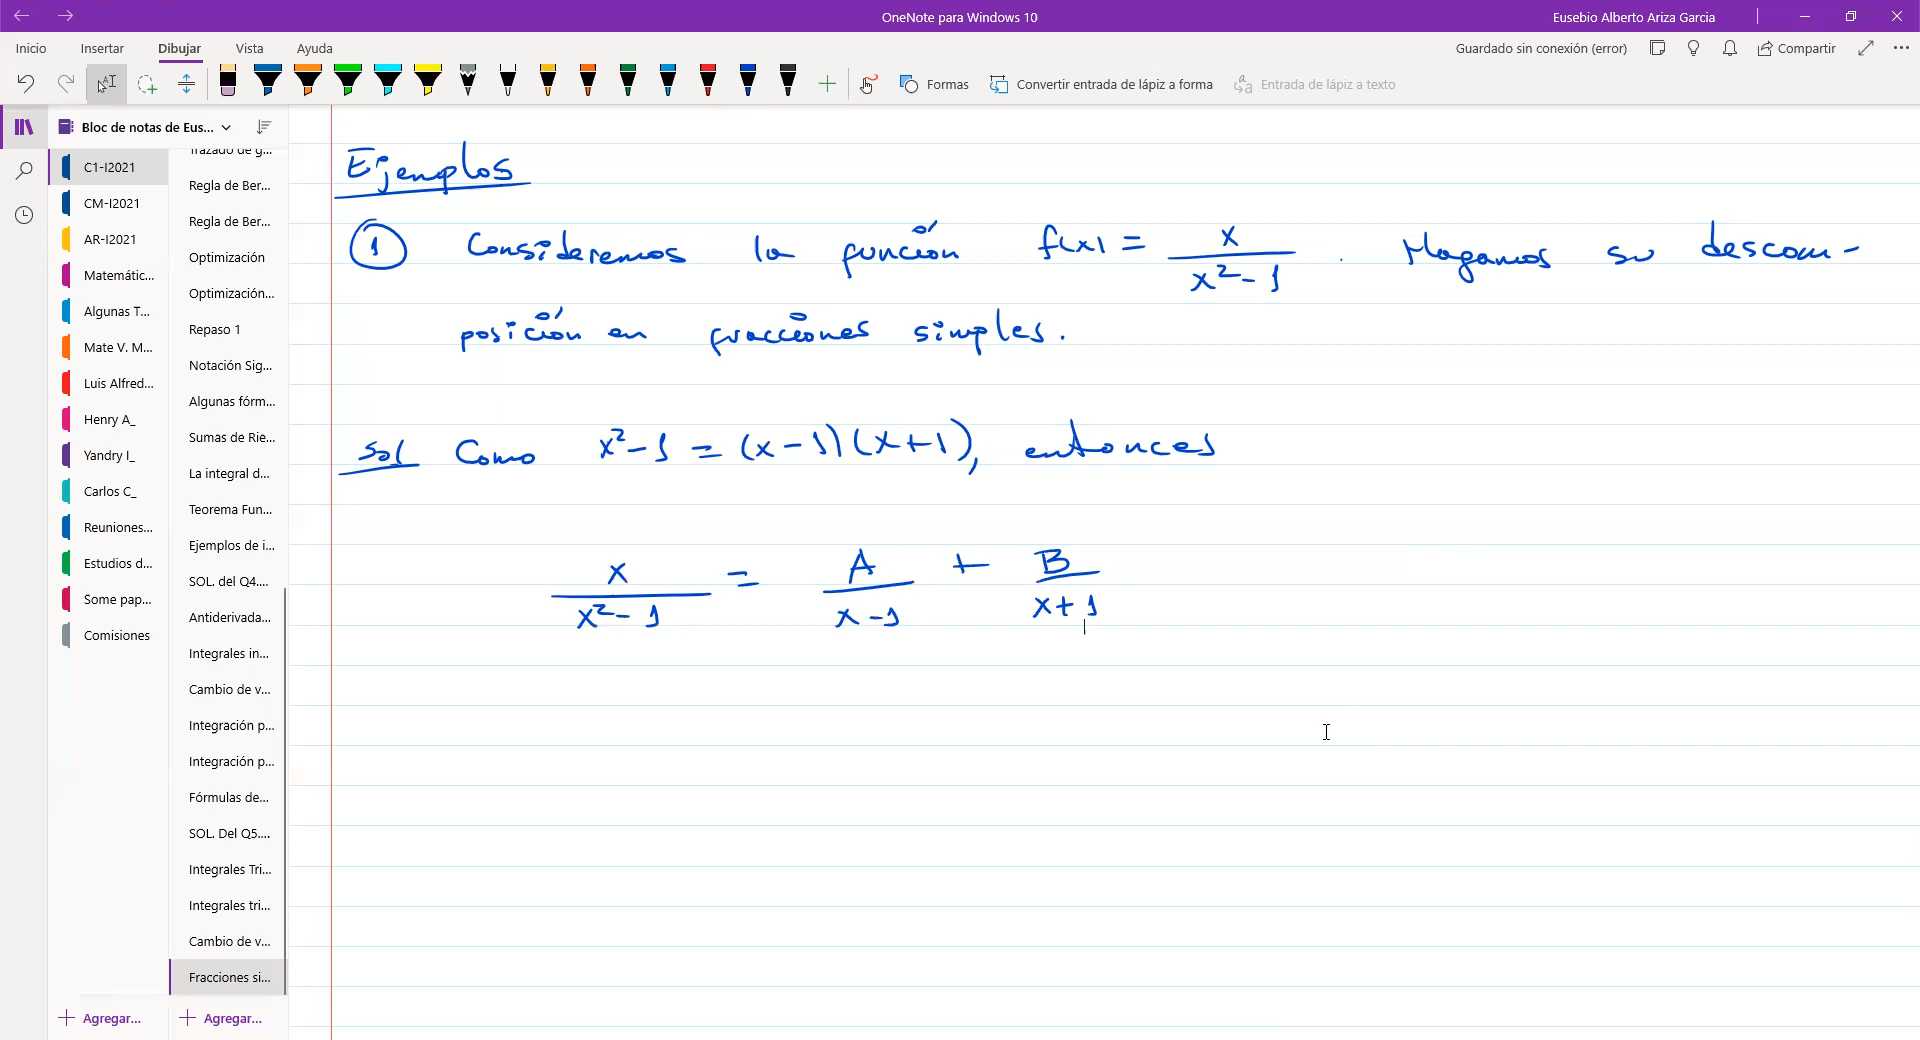 OneNote para Windows 10
Eusebio Alberto Ariza Garcia
Inicio Insertar Dibujar Vista Ayuda
Guardado sin conexión (error)
Compartir
Formas
Convertir entrada de lápiz a forma
Entrada de lápiz a texto
Bloc de notas de Eus...
C1-I2021
CM-I2021
AR-I2021
Matemátic...
Algunas T...
Mate V. M...
Luis Alfred...
Henry A_
Yandry I_
Carlos C_
Reuniones...
Estudios d...
Some pap...
Comisiones
Agregar...
Trazado de g...
Regla de Ber...
Regla de Ber...
Optimización
Optimización...
Repaso 1
Notación Sig...
Algunas fórm...
Sumas de Rie...
La integral d...
Teorema Fun...
Ejemplos de i...
SOL. del Q4....
Antiderivada...
Integrales in...
Cambio de v...
Integración p...
Integración p...
Fórmulas de...
SOL. Del Q5....
Integrales Tri...
Integrales tri...
Cambio de v...
Fracciones si...
Agregar...
Ejemplos
1 Consideremos la función f(x) = x / (x² - 1) . Hagamos su descom-
posición en fracciones simples.
Sol Como x² - 1 = (x - 1)(x + 1), entonces
x / (x² - 1) = A / (x - 1) + B / (x + 1)